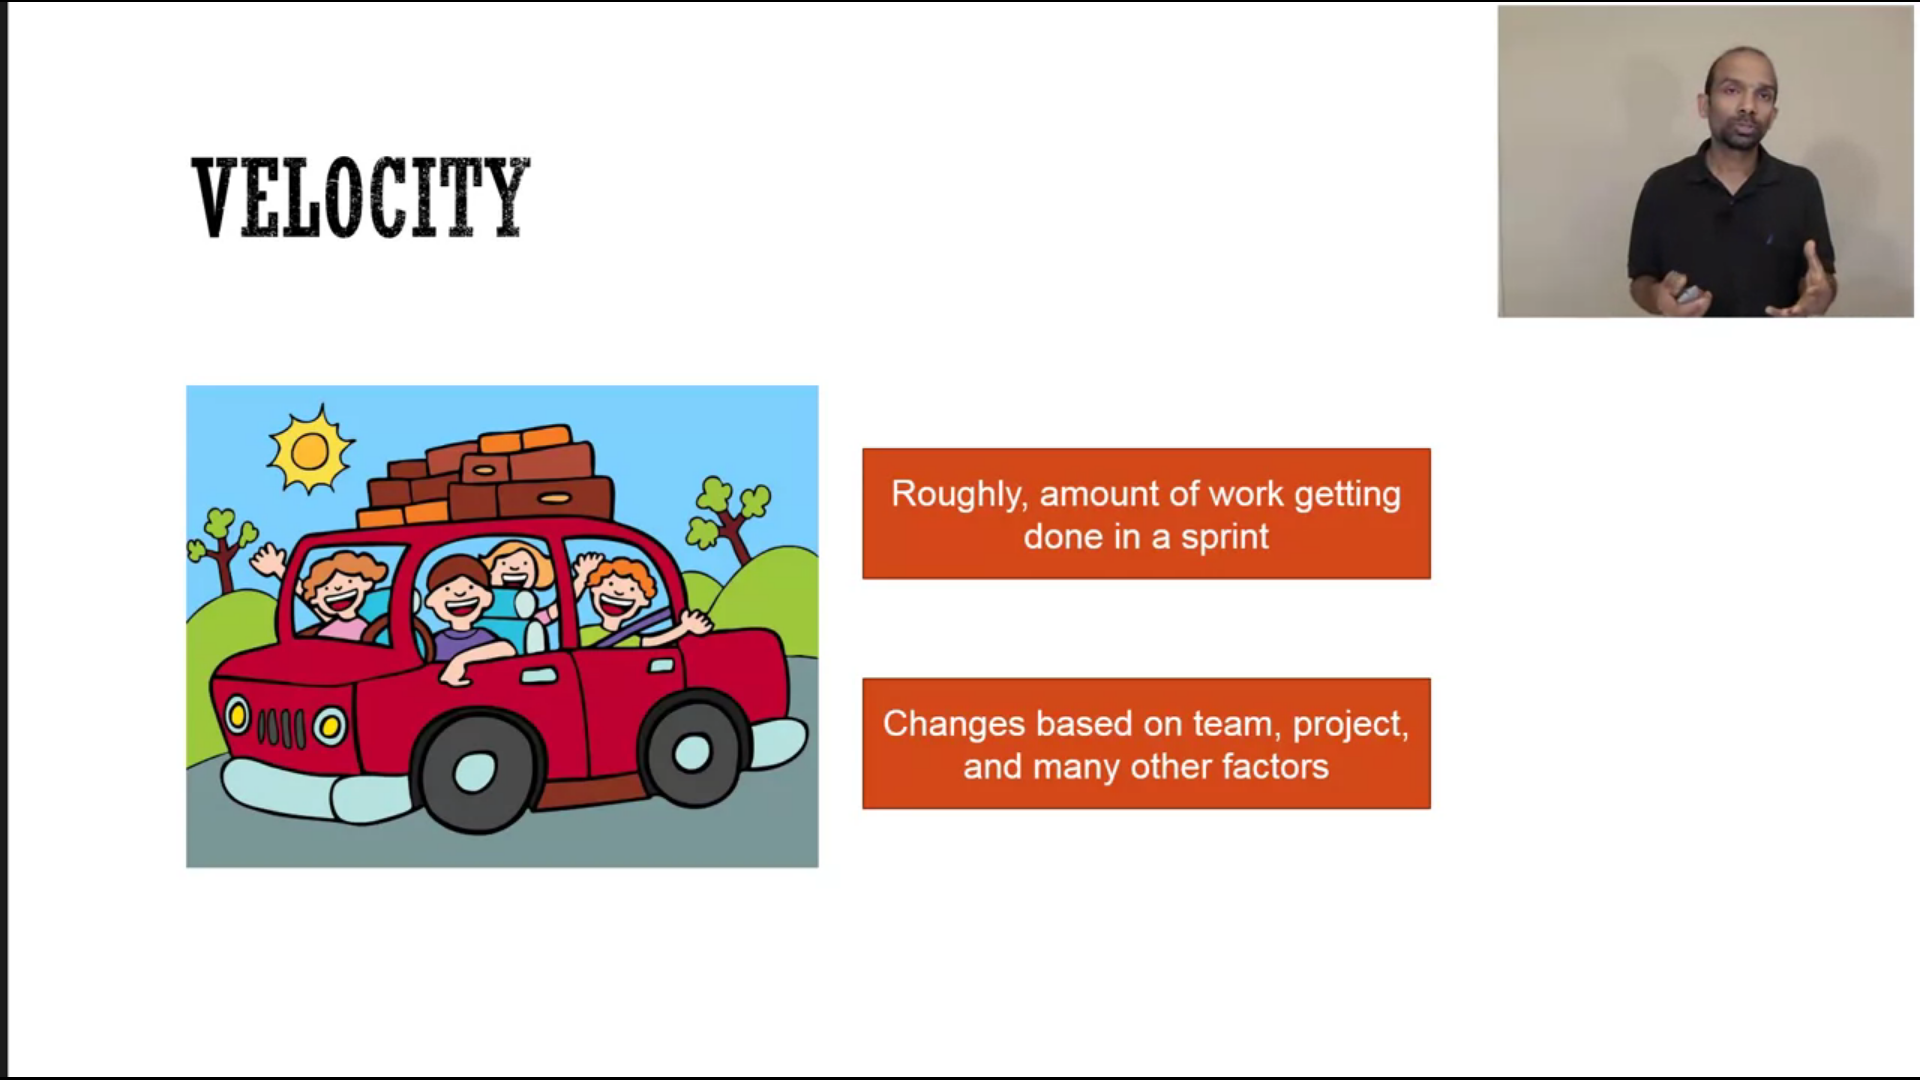 VELOCITY
Roughly, amount of work getting
done in a sprint
Changes based on team, project,
and many other factors